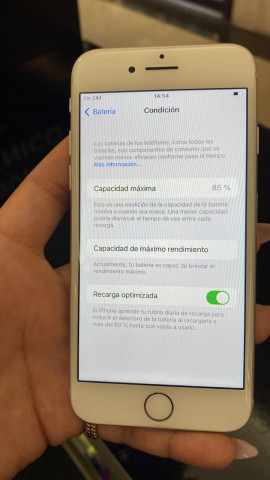 Sin SIM
14:54
Batería
Condición
Las baterías de los teléfonos, como todas las
baterías, son componentes de consumo que se
vuelven menos eficaces conforme pasa el tiempo.
Más información...
Capacidad máxima
85 %
Esta es una medición de la capacidad de la batería
relativa a cuando era nueva. Una menor capacidad
podría disminuir el tiempo de uso entre cada
recarga.
Capacidad de máximo rendimiento
Actualmente, tu batería es capaz de brindar el
rendimiento máximo.
Recarga optimizada
El iPhone aprende tu rutina diaria de recarga para
reducir el deterioro de la batería al recargarla a
más del 80 % hasta que vayas a usarlo.